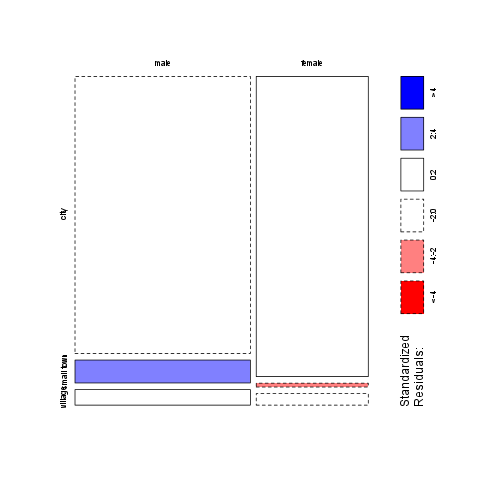 male
female
city
small town
village
Standardized
Residuals:
<-4
-4:-2
-2:0
0:2
2:4
>4